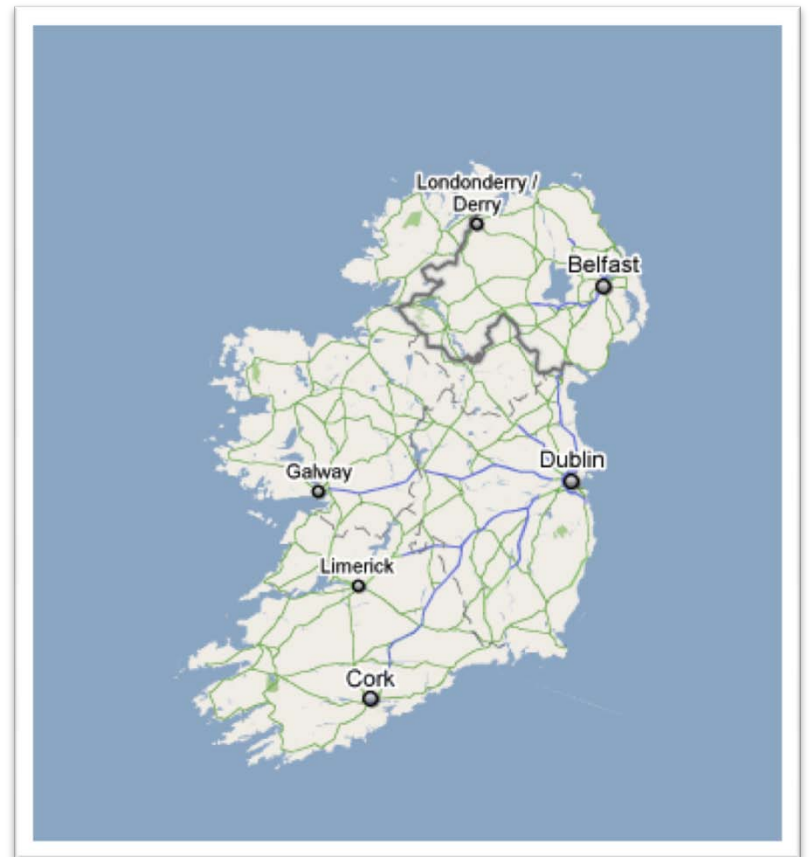 Londonderry /
Derry
Belfast
Dublin
Galway
Limerick
Cork